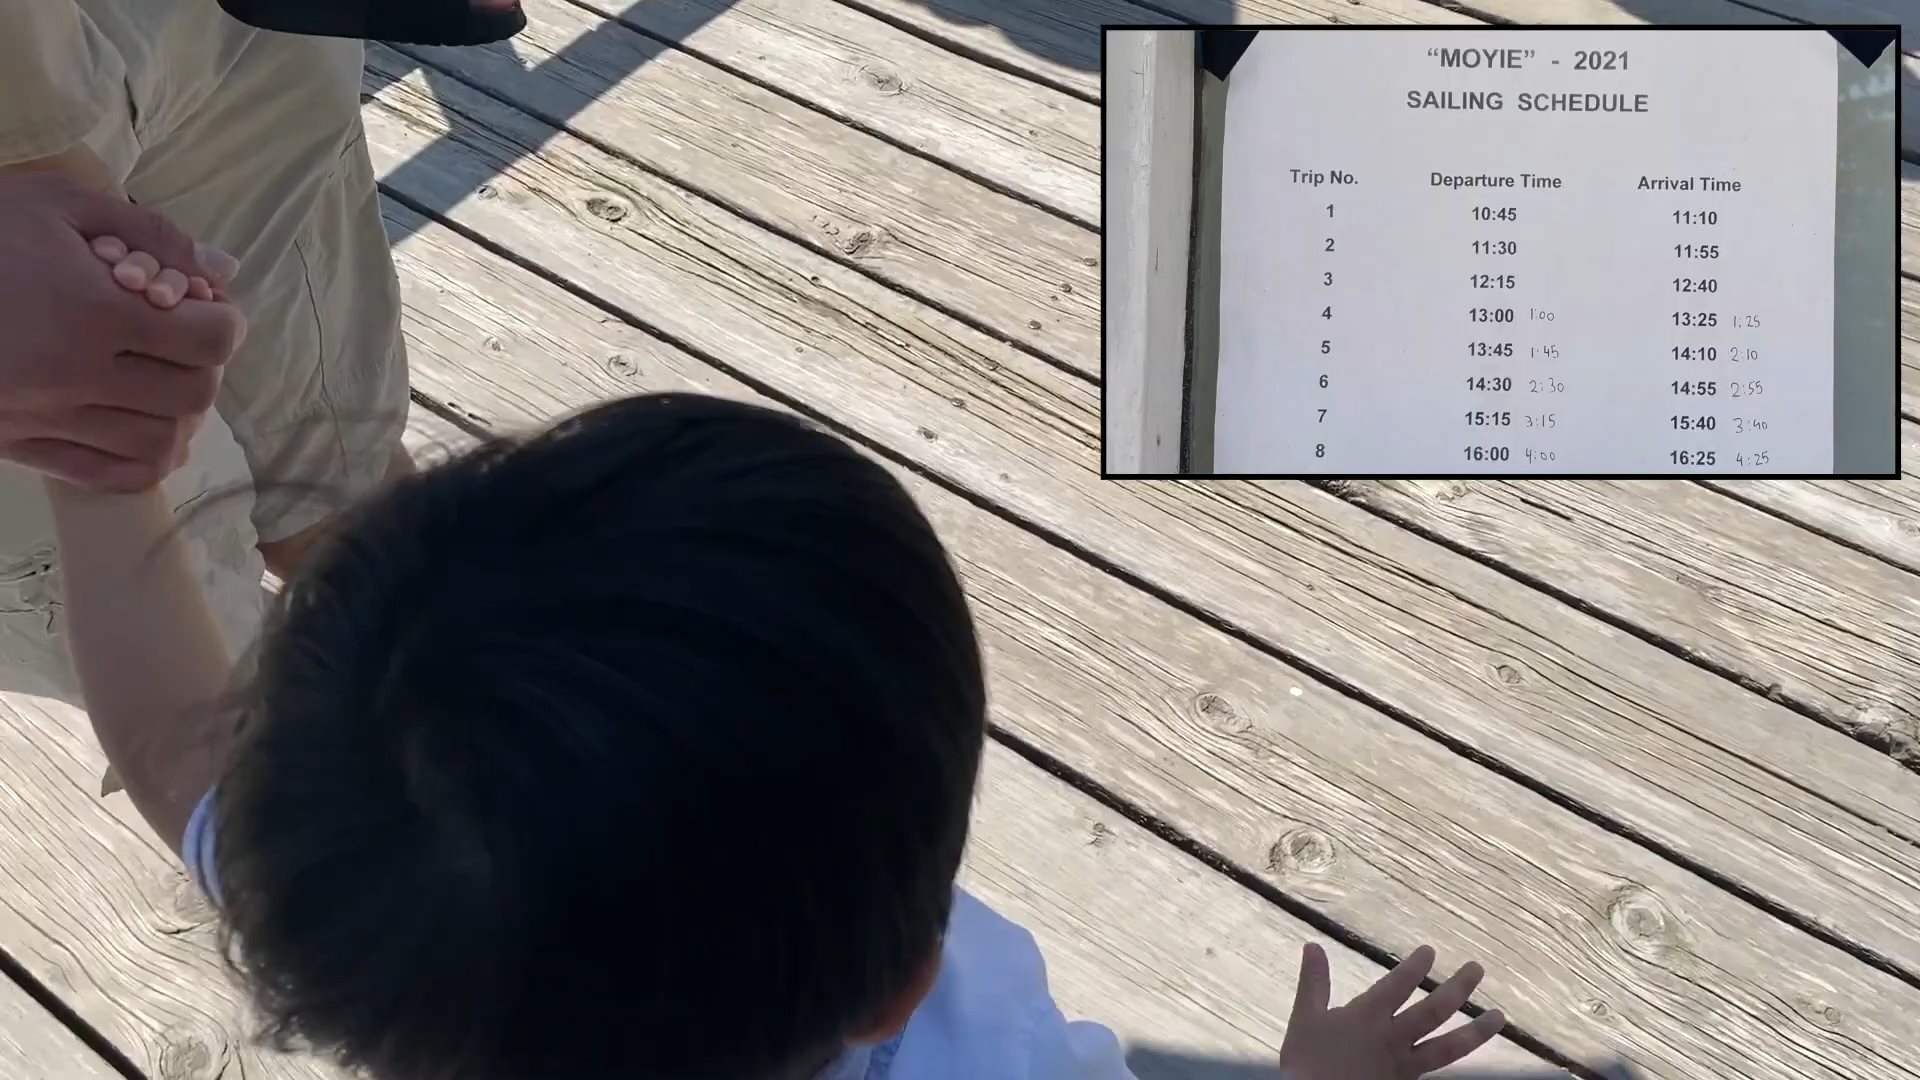 “MOYIE” - 2021
SAILING SCHEDULE
Trip No. Departure Time Arrival Time
1 10:45 11:10
2 11:30 11:55
3 12:15 12:40
4 13:00 1:00 13:25 1:25
5 13:45 1:45 14:10 2:10
6 14:30 2:30 14:55 2:55
7 15:15 3:15 15:40 3:40
8 16:00 4:00 16:25 4:25